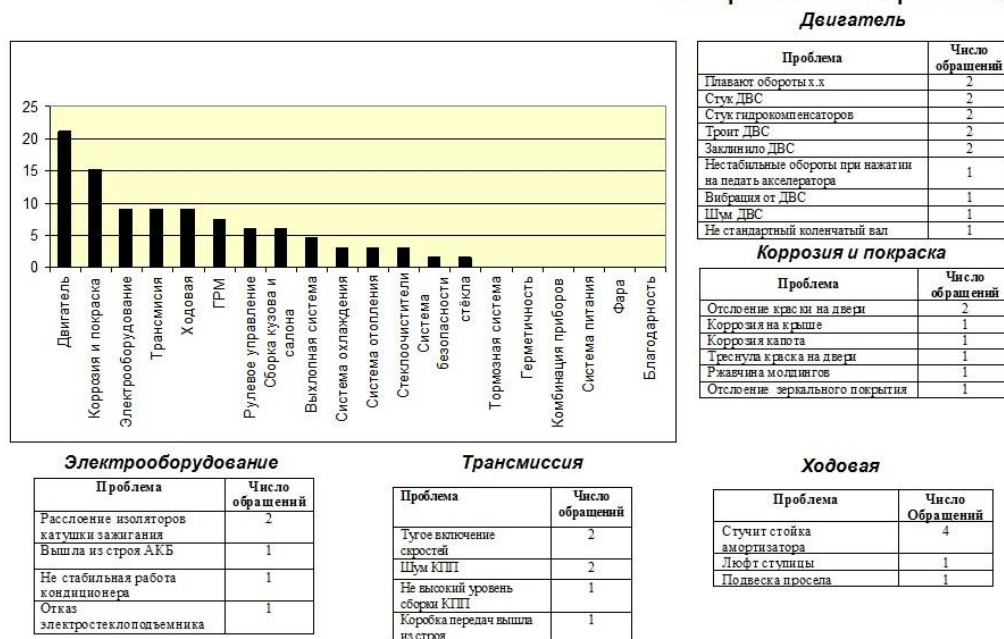 Двигатель
Проблема Число обращений
Плавают обороты х.х 2
Стук ДВС 2
Стук гидрокомпенсаторов 2
Троит ДВС 2
Заклинило ДВС 2
Нестабильные обороты при нажатии
на педать акселератора 1
Вибрация от ДВС 1
Шум ДВС 1
Не стандартный коленчатый вал 1
25
20
15
10
5
0
Двигатель
Коррозия и покраска
Электрооборудование
Трансмисия
Ходовая
ГРМ
Рулевое управление
Сборка кузова и
салона
Выхлопная система
Система охлаждения
Система отопления
Стеклоочистители
Система
безопасности
стёкла
Тормозная система
Герметичность
Комбинация приборов
Система питания
Фара
Благодарность
Коррозия и покраска
Проблема Число обращений
Отслоение краски на двери 2
Коррозия на крыше 1
Коррозия капота 1
Треснула краска на двери 1
Ржавчина молдингов 1
Отслоение зеркального покрытия 1
Электрооборудование
Проблема Число обращений
Расслоение изоляторов 2
катушки зажигания
Вышла из строя АКБ 1
Не стабильная работа 1
кондиционера
Отказ 1
электростеклоподъемника
Трансмиссия
Проблема Число обращений
Тугое включение 2
скростей
Шум КПП 2
Не высокий уровень 1
сборки КПП
Коробка передач вышла 1
из строя
Ходовая
Проблема Число Обращений
Стучит стойка 4
амортизатора
Люфт ступицы 1
Подвеска просела 1